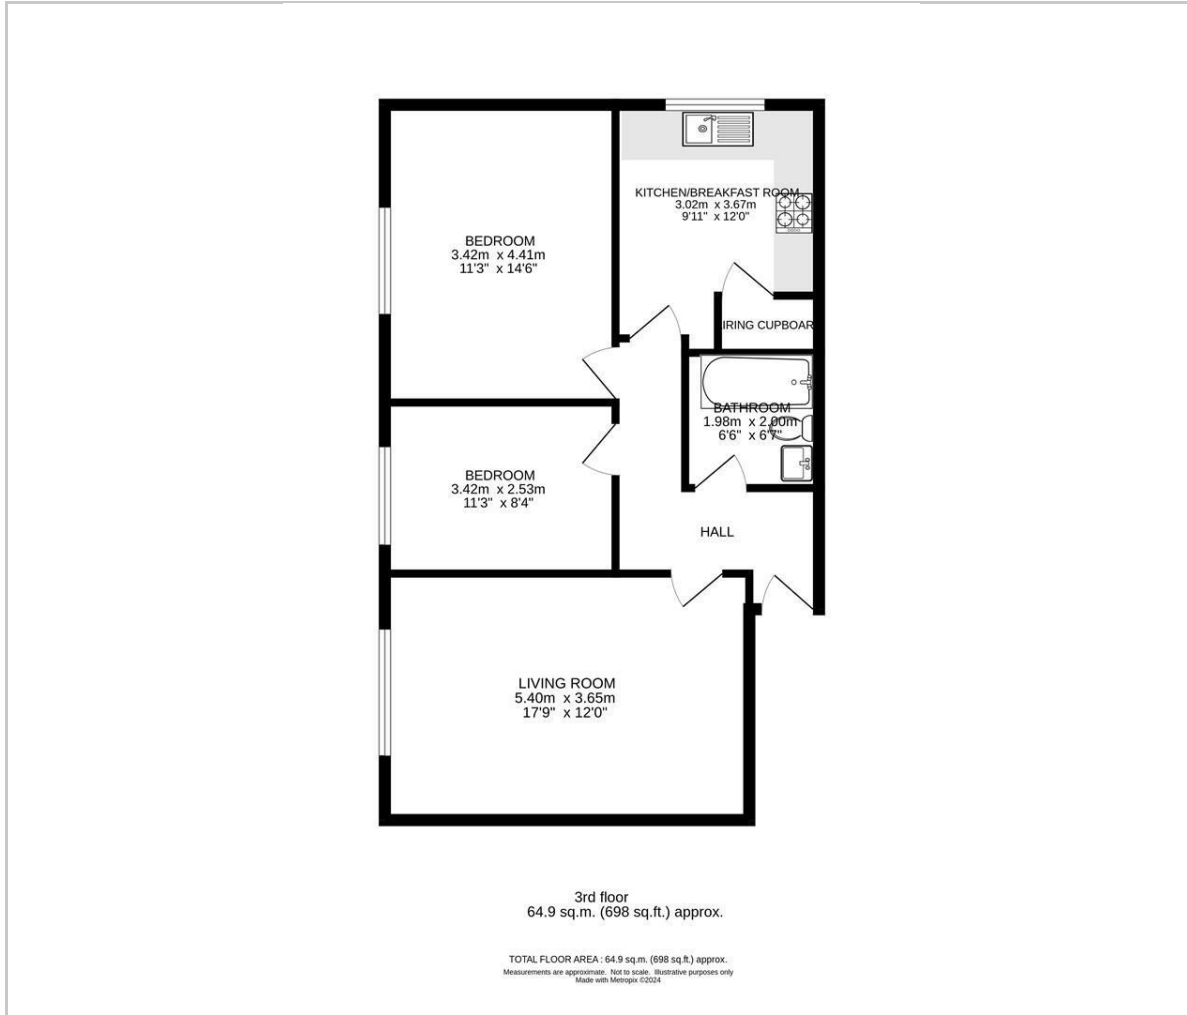 KITCHEN/BREAKFAST ROOM
3.02m x 3.67m
9'11" x 12'0"
BEDROOM
3.42m x 4.41m
11'3" x 14'6"
IRING CUPBOAR
BATHROOM
1.98m x 2.00m
6'6" x 6'7"
BEDROOM
3.42m x 2.53m
11'3" x 8'4"
HALL
LIVING ROOM
5.40m x 3.65m
17'9" x 12'0"
3rd floor
64.9 sq.m. (698 sq.ft.) approx.
TOTAL FLOOR AREA : 64.9 sq.m. (698 sq.ft.) approx.
Measurements are approximate. Not to scale. Illustrative purposes only
Made with Metropix ©2024